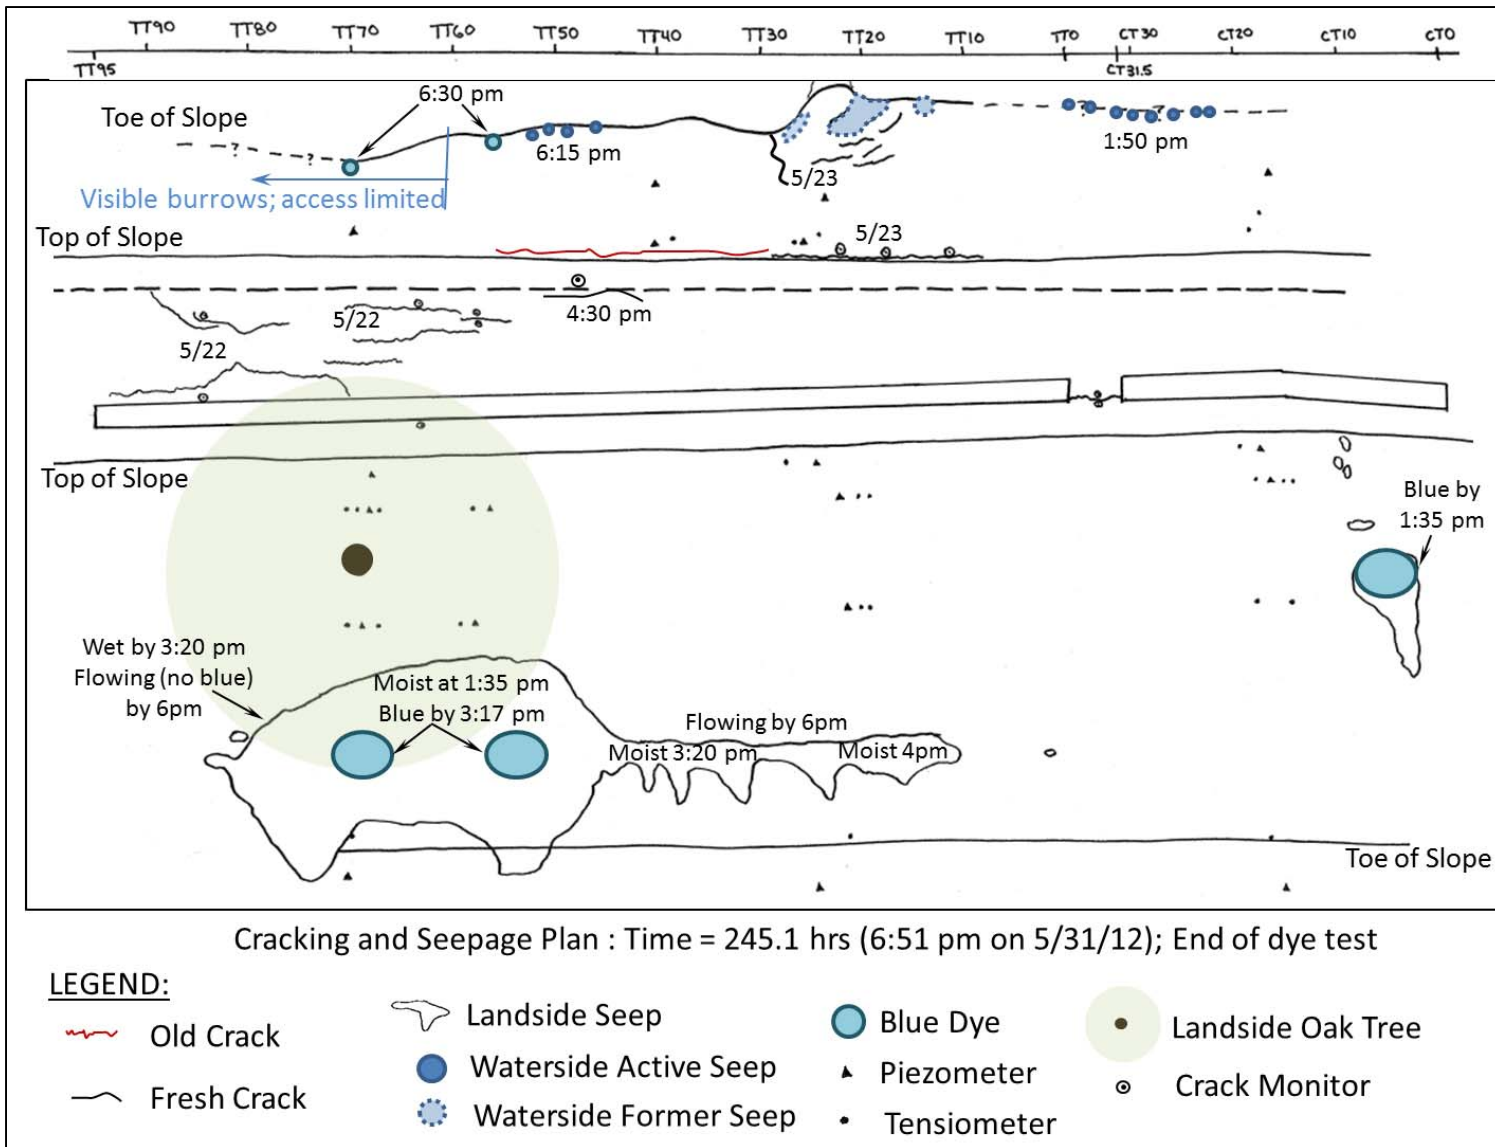 TT90 TT80 TT70 TT60 TT50 TT40 TT30 TT20 TT10 TT0 CT30 CT20 CT10 CT0
TT95 CT31.5
6:30 pm
Toe of Slope
? ? ? ?
6:15 pm
1:50 pm
5/23
Visible burrows; access limited
Top of Slope
5/23
4:30 pm
5/22
5/22
Top of Slope
Blue by
1:35 pm
Wet by 3:20 pm
Flowing (no blue)
by 6pm
Moist at 1:35 pm
Blue by 3:17 pm
Flowing by 6pm
Moist 3:20 pm
Moist 4pm
Toe of Slope
Cracking and Seepage Plan : Time = 245.1 hrs (6:51 pm on 5/31/12); End of dye test
LEGEND:
Old Crack
Fresh Crack
Landside Seep
Waterside Active Seep
Waterside Former Seep
Blue Dye
Piezometer
Tensiometer
Landside Oak Tree
Crack Monitor